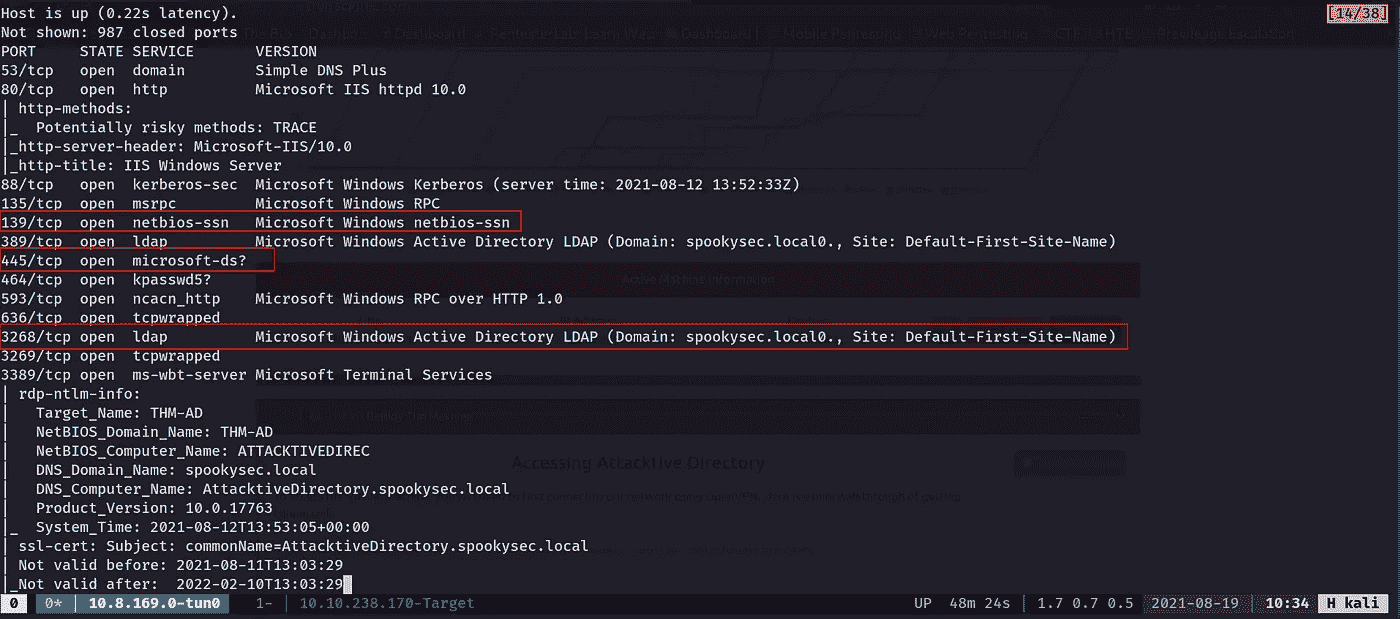 Host is up (0.22s latency). [14/38]
Not shown: 987 closed ports
PORT STATE SERVICE VERSION
53/tcp open domain Simple DNS Plus
80/tcp open http Microsoft IIS httpd 10.0
| http-methods:
|_ Potentially risky methods: TRACE
|_http-server-header: Microsoft-IIS/10.0
|_http-title: IIS Windows Server
88/tcp open kerberos-sec Microsoft Windows Kerberos (server time: 2021-08-12 13:52:33Z)
135/tcp open msrpc Microsoft Windows RPC
139/tcp open netbios-ssn Microsoft Windows netbios-ssn
389/tcp open ldap Microsoft Windows Active Directory LDAP (Domain: spookysec.local0., Site: Default-First-Site-Name)
445/tcp open microsoft-ds?
Active Machine Information
464/tcp open kpasswd5?
593/tcp open ncacn_http Microsoft Windows RPC over HTTP 1.0
636/tcp open tcpwrapped
3268/tcp open ldap Microsoft Windows Active Directory LDAP (Domain: spookysec.local0., Site: Default-First-Site-Name)
3269/tcp open tcpwrapped
3389/tcp open ms-wbt-server Microsoft Terminal Services
| rdp-ntlm-info:
| Target_Name: THM-AD
| NetBIOS_Domain_Name: THM-AD
| NetBIOS_Computer_Name: ATTACKTIVEDIREC
Accessing Attacktive Directory
| DNS_Domain_Name: spookysec.local
| DNS_Computer_Name: AttacktiveDirectory.spookysec.local
| Product_Version: 10.0.17763
|_ System_Time: 2021-08-12T13:53:05+00:00
| ssl-cert: Subject: commonName=AttacktiveDirectory.spookysec.local
| Not valid before: 2021-08-11T13:03:29
|_Not valid after: 2022-02-10T13:03:29
0 0* 10.8.169.0-tun0 1- 10.10.238.170-Target UP 48m 24s 1.7 0.7 0.5 2021-08-19 10:34 H kali